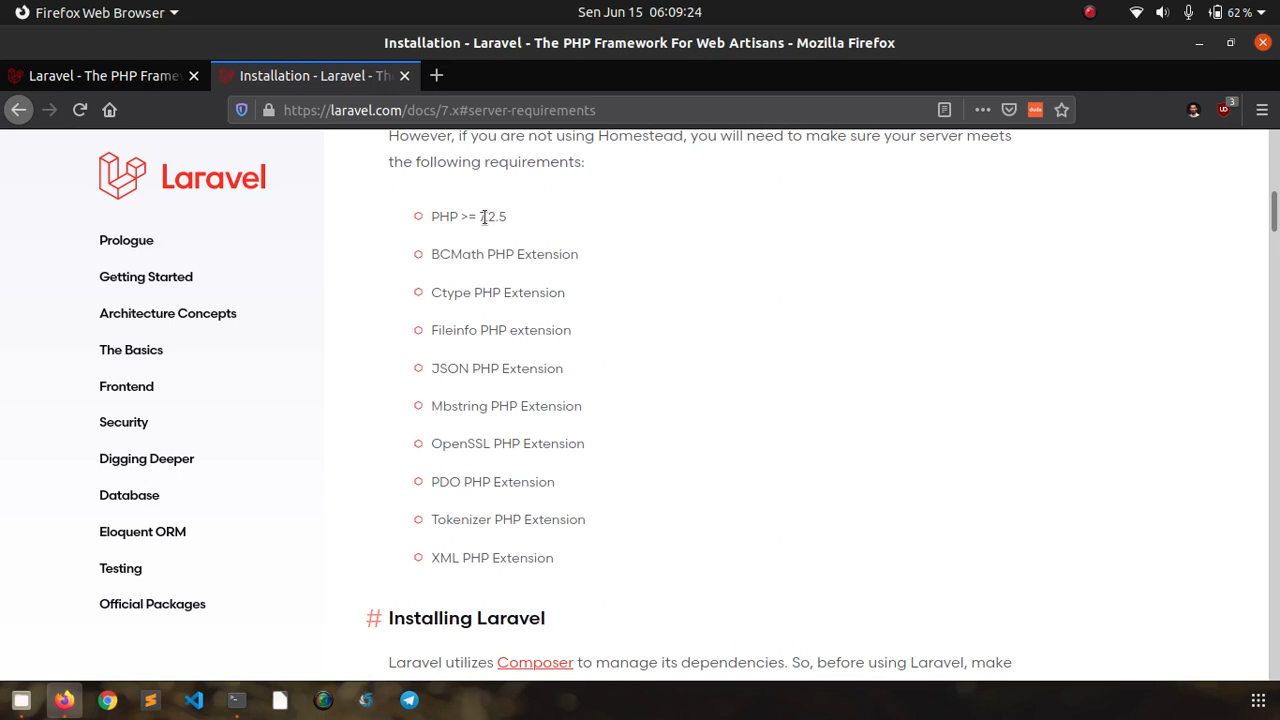 Firefox Web Browser
Sen Jun 15 06:09:24
62 %
Installation - Laravel - The PHP Framework For Web Artisans - Mozilla Firefox
Laravel - The PHP Frame
Installation - Laravel - Th
https://laravel.com/docs/7.x#server-requirements
dude
UD
3
However, if you are not using Homestead, you will need to make sure your server meets
the following requirements:
Laravel
Prologue
Getting Started
Architecture Concepts
The Basics
Frontend
Security
Digging Deeper
Database
Eloquent ORM
Testing
Official Packages
PHP >= 7.2.5
BCMath PHP Extension
Ctype PHP Extension
Fileinfo PHP extension
JSON PHP Extension
Mbstring PHP Extension
OpenSSL PHP Extension
PDO PHP Extension
Tokenizer PHP Extension
XML PHP Extension
# Installing Laravel
Laravel utilizes Composer to manage its dependencies. So, before using Laravel, make